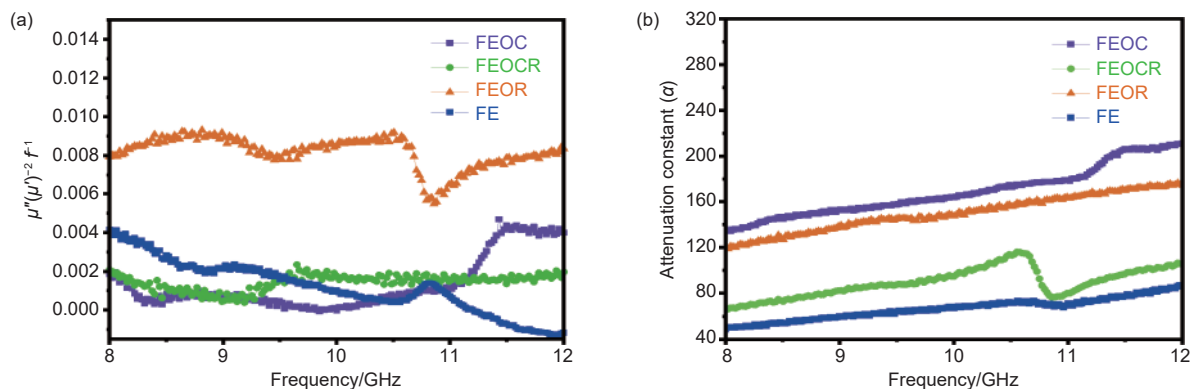 (a)
μ″(μ′)⁻² f⁻¹
0.014
0.012
0.010
0.008
0.006
0.004
0.002
0.000
8 9 10 11 12
Frequency/GHz
FEOC
FEOCR
FEOR
FE
(b)
Attenuation constant (α)
320
280
240
200
160
120
80
40
8 9 10 11 12
Frequency/GHz
FEOC
FEOCR
FEOR
FE